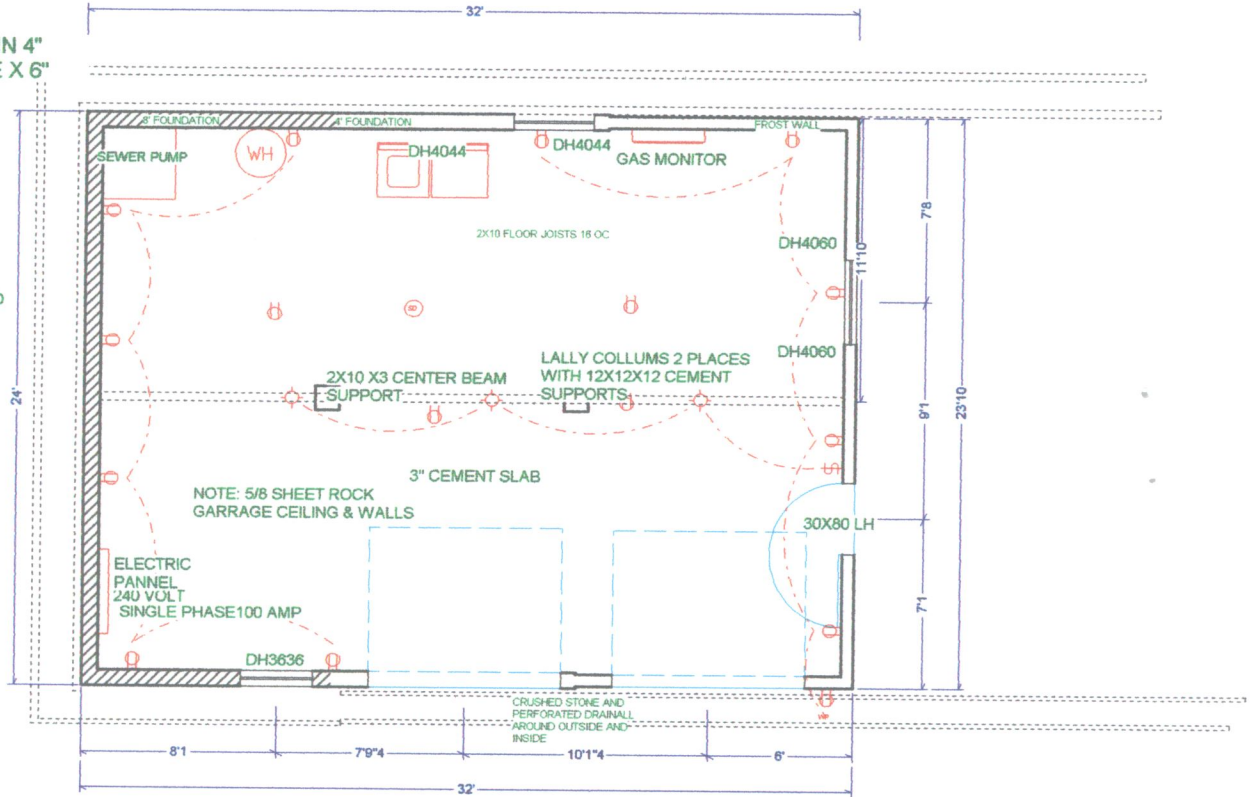 32'
N 4"
E X 6"
8' FOUNDATION
4' FOUNDATION
FROST WALL
SEWER PUMP
WH
DH4044
DH4044
GAS MONITOR
2X10 FLOOR JOISTS 16 OC
DH4060
11'10"
7'8
24'
SD
DH4060
2X10 X3 CENTER BEAM
SUPPORT
LALLY COLLUMS 2 PLACES
WITH 12X12X12 CEMENT
SUPPORTS
9'1
23'10
3" CEMENT SLAB
S
NOTE: 5/8 SHEET ROCK
GARRAGE CEILING & WALLS
30X80 LH
ELECTRIC
PANNEL
240 VOLT
SINGLE PHASE100 AMP
7'1
DH3636
CRUSHED STONE AND
PERFORATED DRAINALL
AROUND OUTSIDE AND
INSIDE
WP
8'1
7'9"4
10'1"4
6'
32'